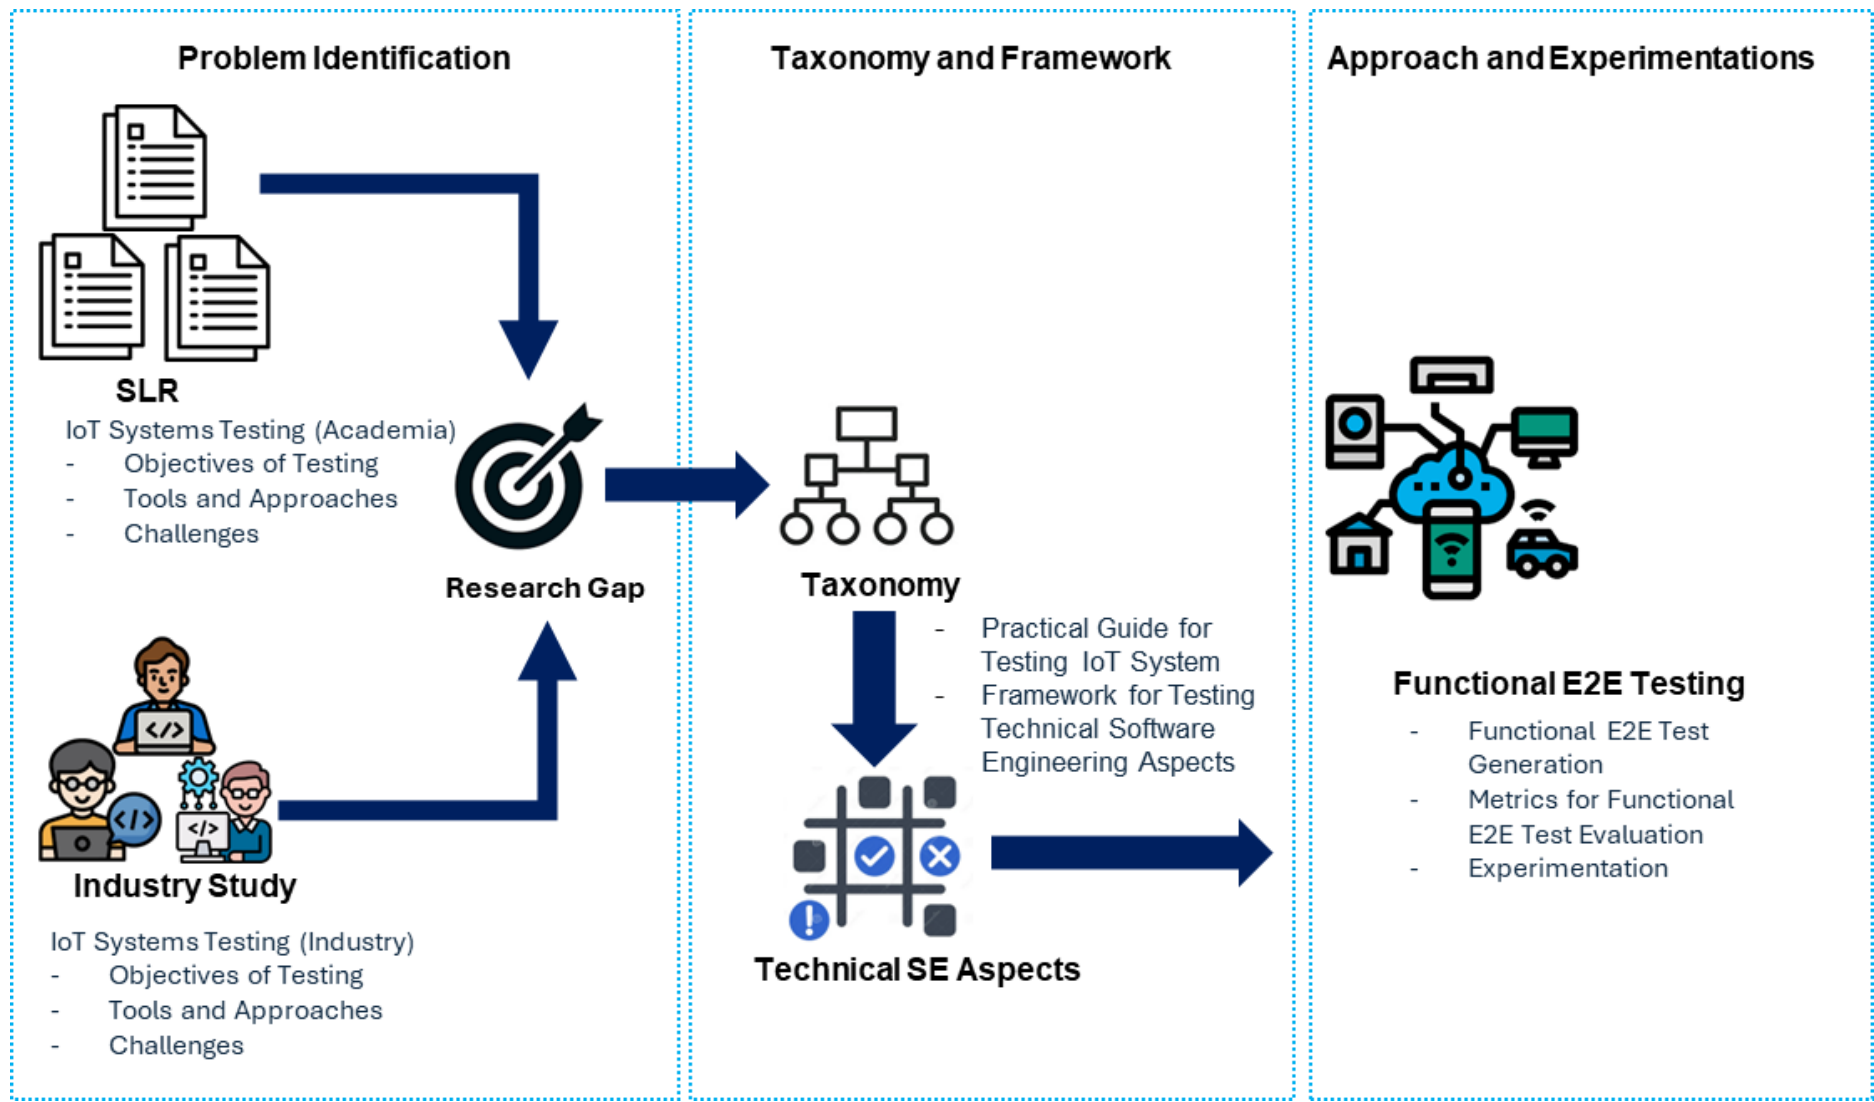 Problem Identification
SLR
IoT Systems Testing (Academia)
- Objectives of Testing
- Tools and Approaches
- Challenges
Research Gap
</>
</>
</>
Industry Study
IoT Systems Testing (Industry)
- Objectives of Testing
- Tools and Approaches
- Challenges
Taxonomy and Framework
Taxonomy
- Practical Guide for
Testing IoT System
- Framework for Testing
Technical Software
Engineering Aspects
Technical SE Aspects
Approach and Experimentations
Functional E2E Testing
- Functional E2E Test
Generation
- Metrics for Functional
E2E Test Evaluation
- Experimentation